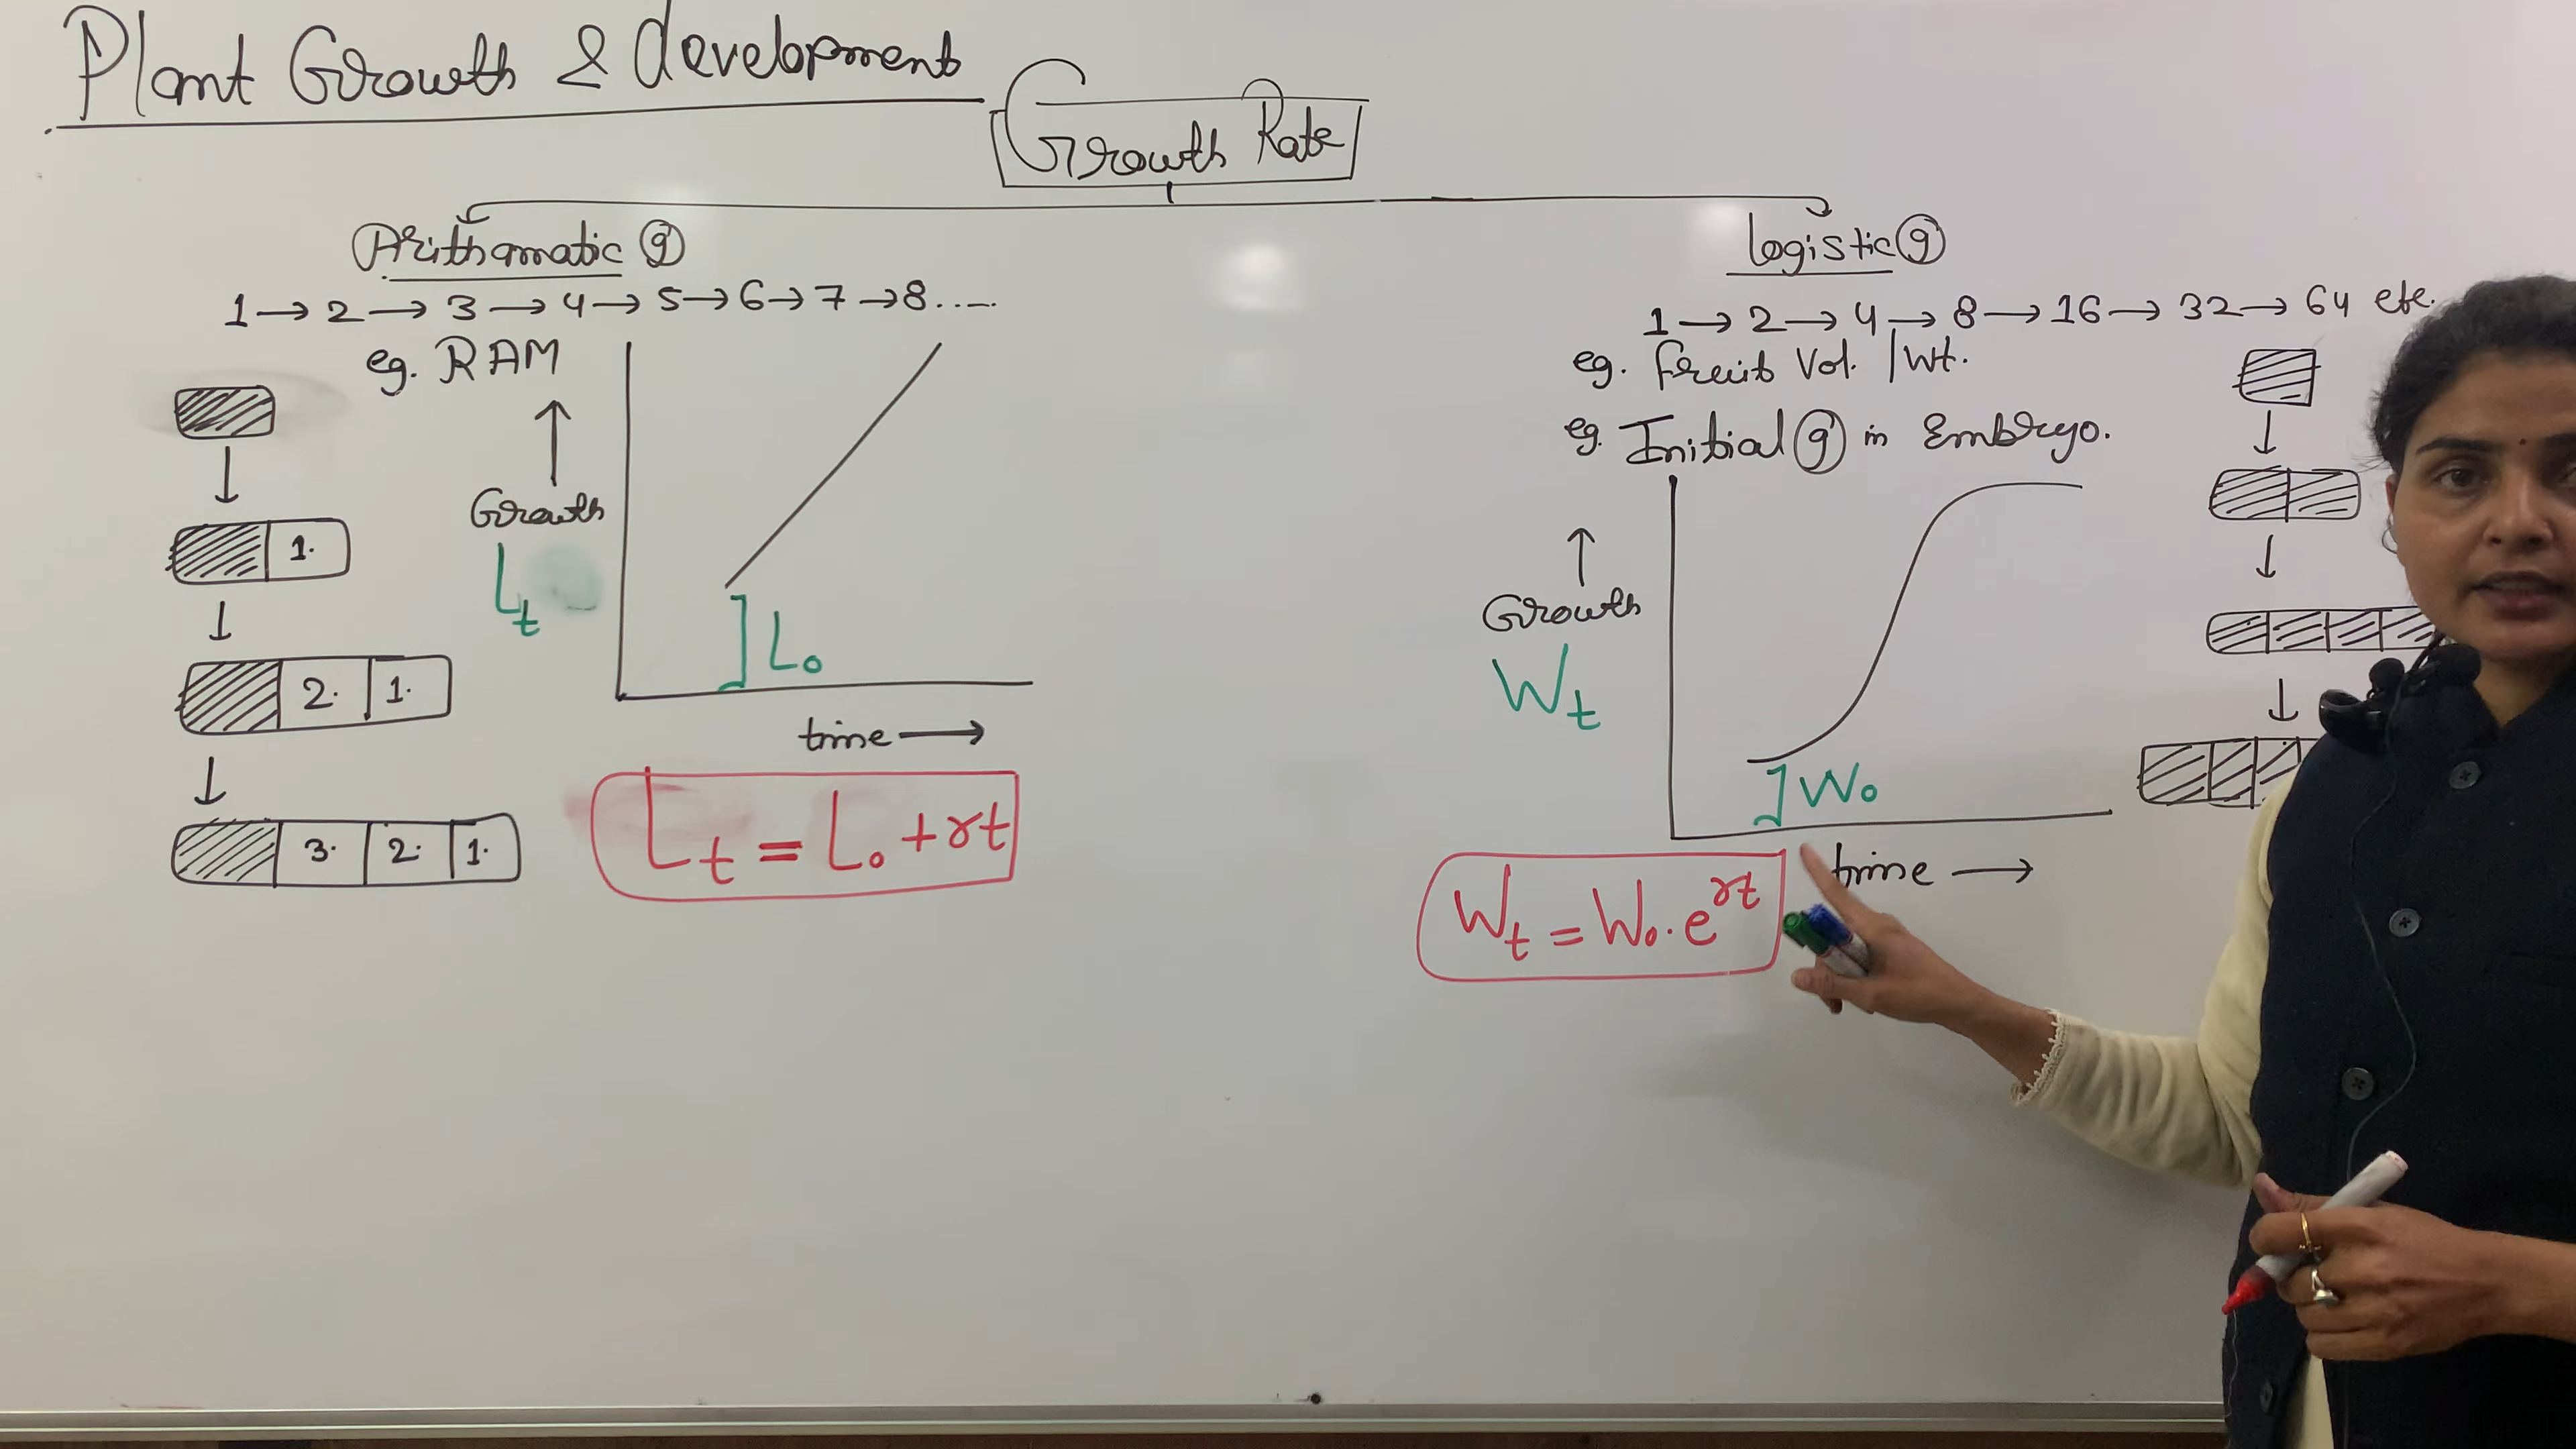 Plant Growth & development
Growth Rate
Arithamatic ⓖ
1 → 2 → 3 → 4 → 5 → 6 → 7 → 8.....
eg. RAM
Growth
Lt
L₀
time →
1.
2. 1.
3. 2. 1.
Lt = L₀ + rt
logistic ⓖ
1 → 2 → 4 → 8 → 16 → 32 → 64 etc.
eg. Fruit Vol. / Wt.
eg. Initial ⓖ in Embryo.
Growth
Wt
W₀
time →
Wt = W₀ . e^rt